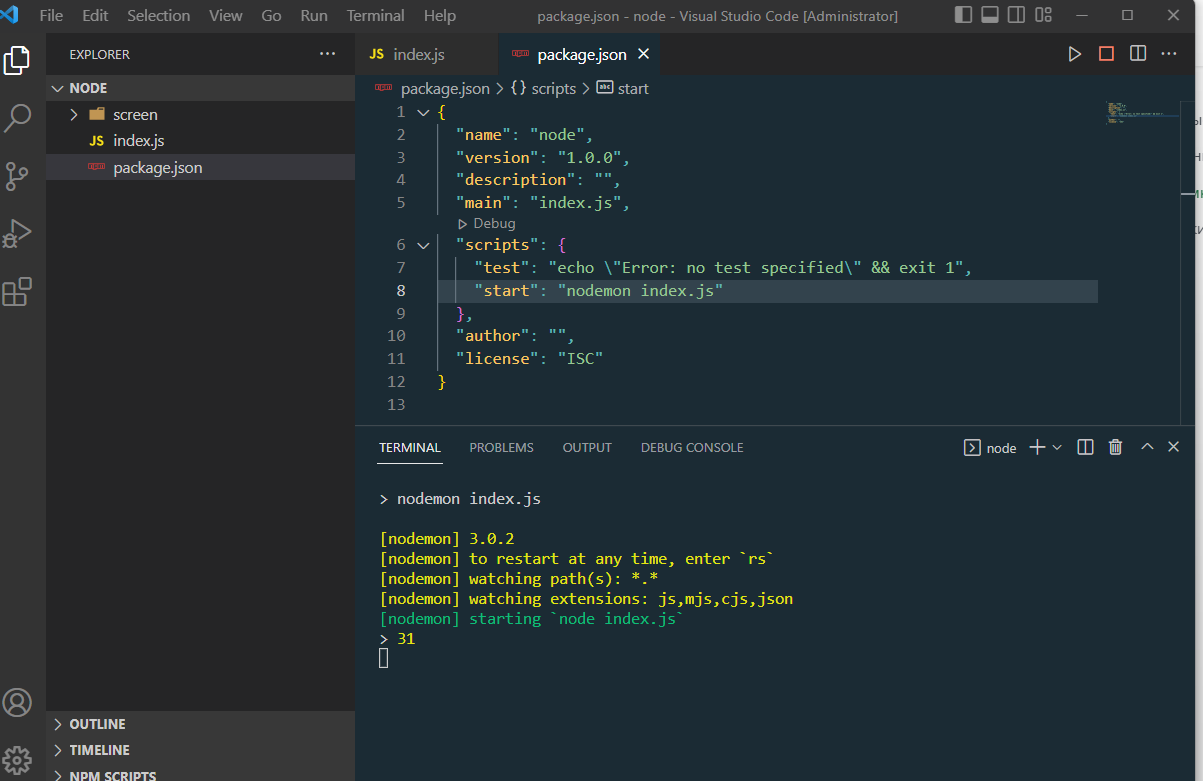 File Edit Selection View Go Run Terminal Help package.json - node - Visual Studio Code [Administrator]
EXPLORER ···
NODE
screen
JS index.js
package.json
OUTLINE
TIMELINE
NPM SCRIPTS
JS index.js package.json
package.json > {} scripts > abc start
1 {
2 "name": "node",
3 "version": "1.0.0",
4 "description": "",
5 "main": "index.js",
Debug
6 "scripts": {
7 "test": "echo \"Error: no test specified\" && exit 1",
8 "start": "nodemon index.js"
9 },
10 "author": "",
11 "license": "ISC"
12 }
13
TERMINAL PROBLEMS OUTPUT DEBUG CONSOLE node
> nodemon index.js
[nodemon] 3.0.2
[nodemon] to restart at any time, enter `rs`
[nodemon] watching path(s): *.*
[nodemon] watching extensions: js,mjs,cjs,json
[nodemon] starting `node index.js`
> 31